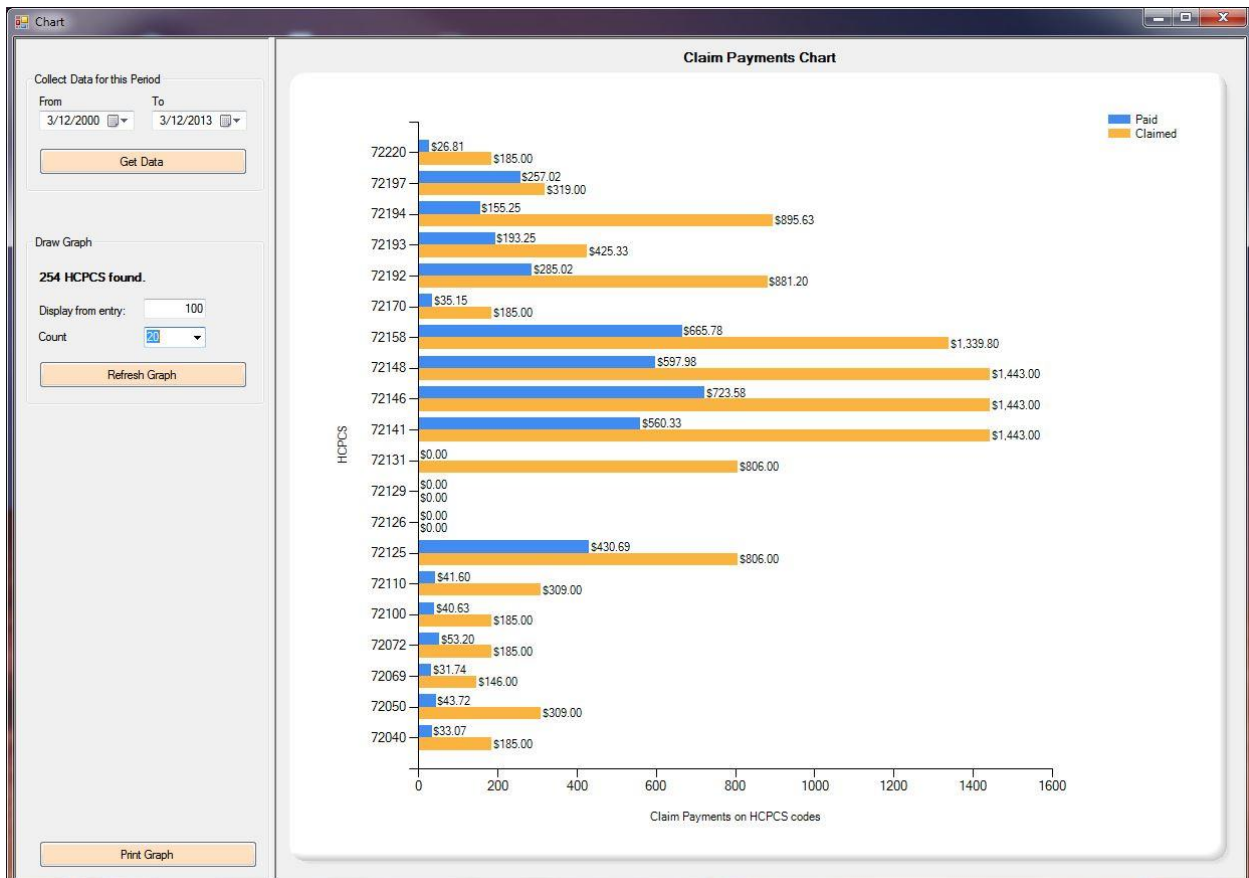 Chart
Collect Data for this Period
From To
3/12/2000 3/12/2013
Get Data
Draw Graph
254 HCPCS found.
Display from entry: 100
Count 20
Refresh Graph
Print Graph
Claim Payments Chart
Paid
Claimed
HCPCS
72220 $26.81
$185.00
72197 $257.02
$319.00
72194 $155.25
$895.63
72193 $193.25
$425.33
72192 $285.02
$881.20
72170 $35.15
$185.00
72158 $665.78
$1,339.80
72148 $597.98
$1,443.00
72146 $723.58
$1,443.00
72141 $560.33
$1,443.00
72131 $0.00
$806.00
72129 $0.00
$0.00
72126 $0.00
$0.00
72125 $430.69
$806.00
72110 $41.60
$309.00
72100 $40.63
$185.00
72072 $53.20
$185.00
72069 $31.74
$146.00
72050 $43.72
$309.00
72040 $33.07
$185.00
0 200 400 600 800 1000 1200 1400 1600
Claim Payments on HCPCS codes